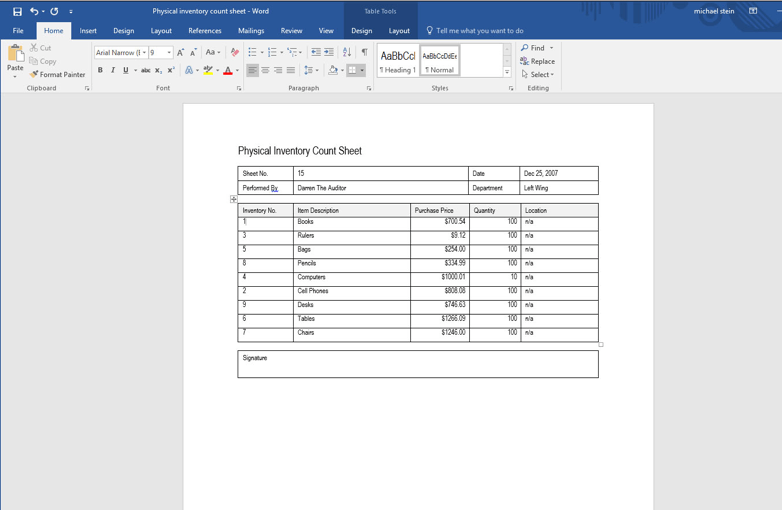 Physical inventory count sheet - Word Table Tools michael stein
File Home Insert Design Layout References Mailings Review View Design Layout Tell me what you want to do
Paste
Cut
Copy
Format Painter
Clipboard
Arial Narrow (I 9 A A Aa
B I U abc X₂ X² A aby A
Font
Paragraph
AaBbCcI AaBbCcDdEe
¶ Heading 1 ¶ Normal
Styles
Find
Replace
Select
Editing
Physical Inventory Count Sheet
Sheet No. 15 Date Dec 25, 2007
Performed By Darren The Auditor Department Left Wing
Inventory No. Item Description Purchase Price Quantity Location
1 Books $700.54 100 n/a
3 Rulers $9.12 100 n/a
5 Bags $254.00 100 n/a
8 Pencils $334.99 100 n/a
4 Computers $1000.01 10 n/a
2 Cell Phones $808.08 100 n/a
9 Desks $746.63 100 n/a
6 Tables $1266.09 100 n/a
7 Chairs $1246.00 100 n/a
Signature